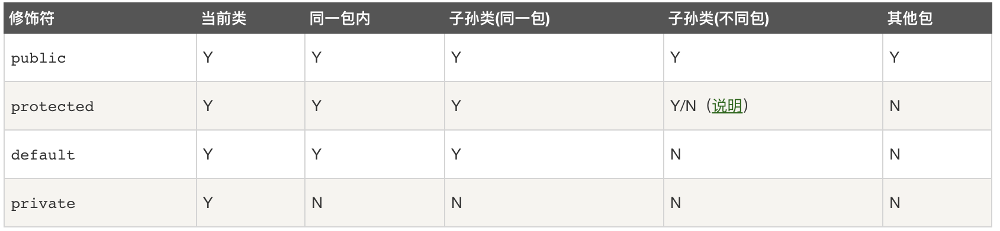 修饰符 当前类 同一包内 子孙类(同一包) 子孙类(不同包) 其他包
public Y Y Y Y Y
protected Y Y Y Y/N（说明） N
default Y Y Y N N
private Y N N N N